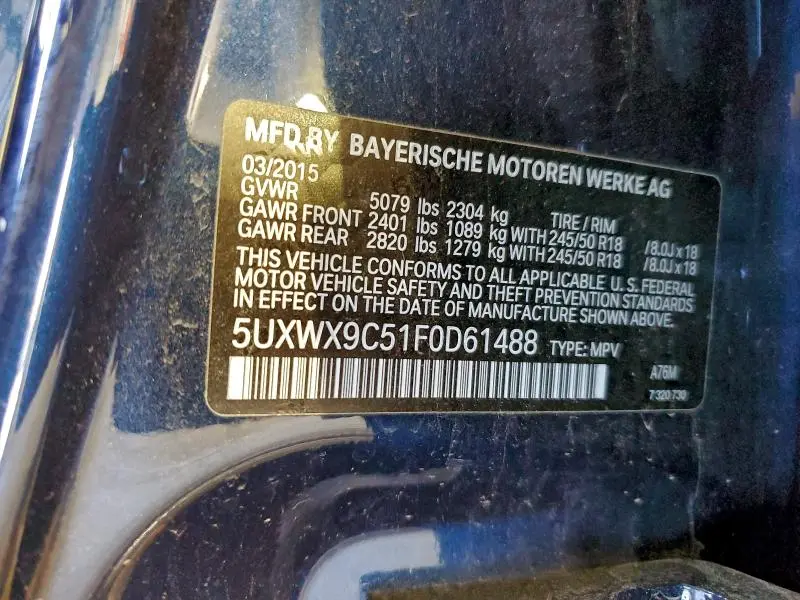 MFD.BY BAYERISCHE MOTOREN WERKE AG
03/2015
GVWR 5079 lbs 2304 kg TIRE / RIM
GAWR FRONT 2401 lbs 1089 kg WITH 245/50 R18 /8.0J x 18
GAWR REAR 2820 lbs 1279 kg WITH 245/50 R18 /8.0J x 18
THIS VEHICLE CONFORMS TO ALL APPLICABLE U.S. FEDERAL
MOTOR VEHICLE SAFETY AND THEFT PREVENTION STANDARDS
IN EFFECT ON THE DATE OF MANUFACTURE SHOWN ABOVE.
5UXWX9C51F0D61488 TYPE: MPV
A76M
7 320 730